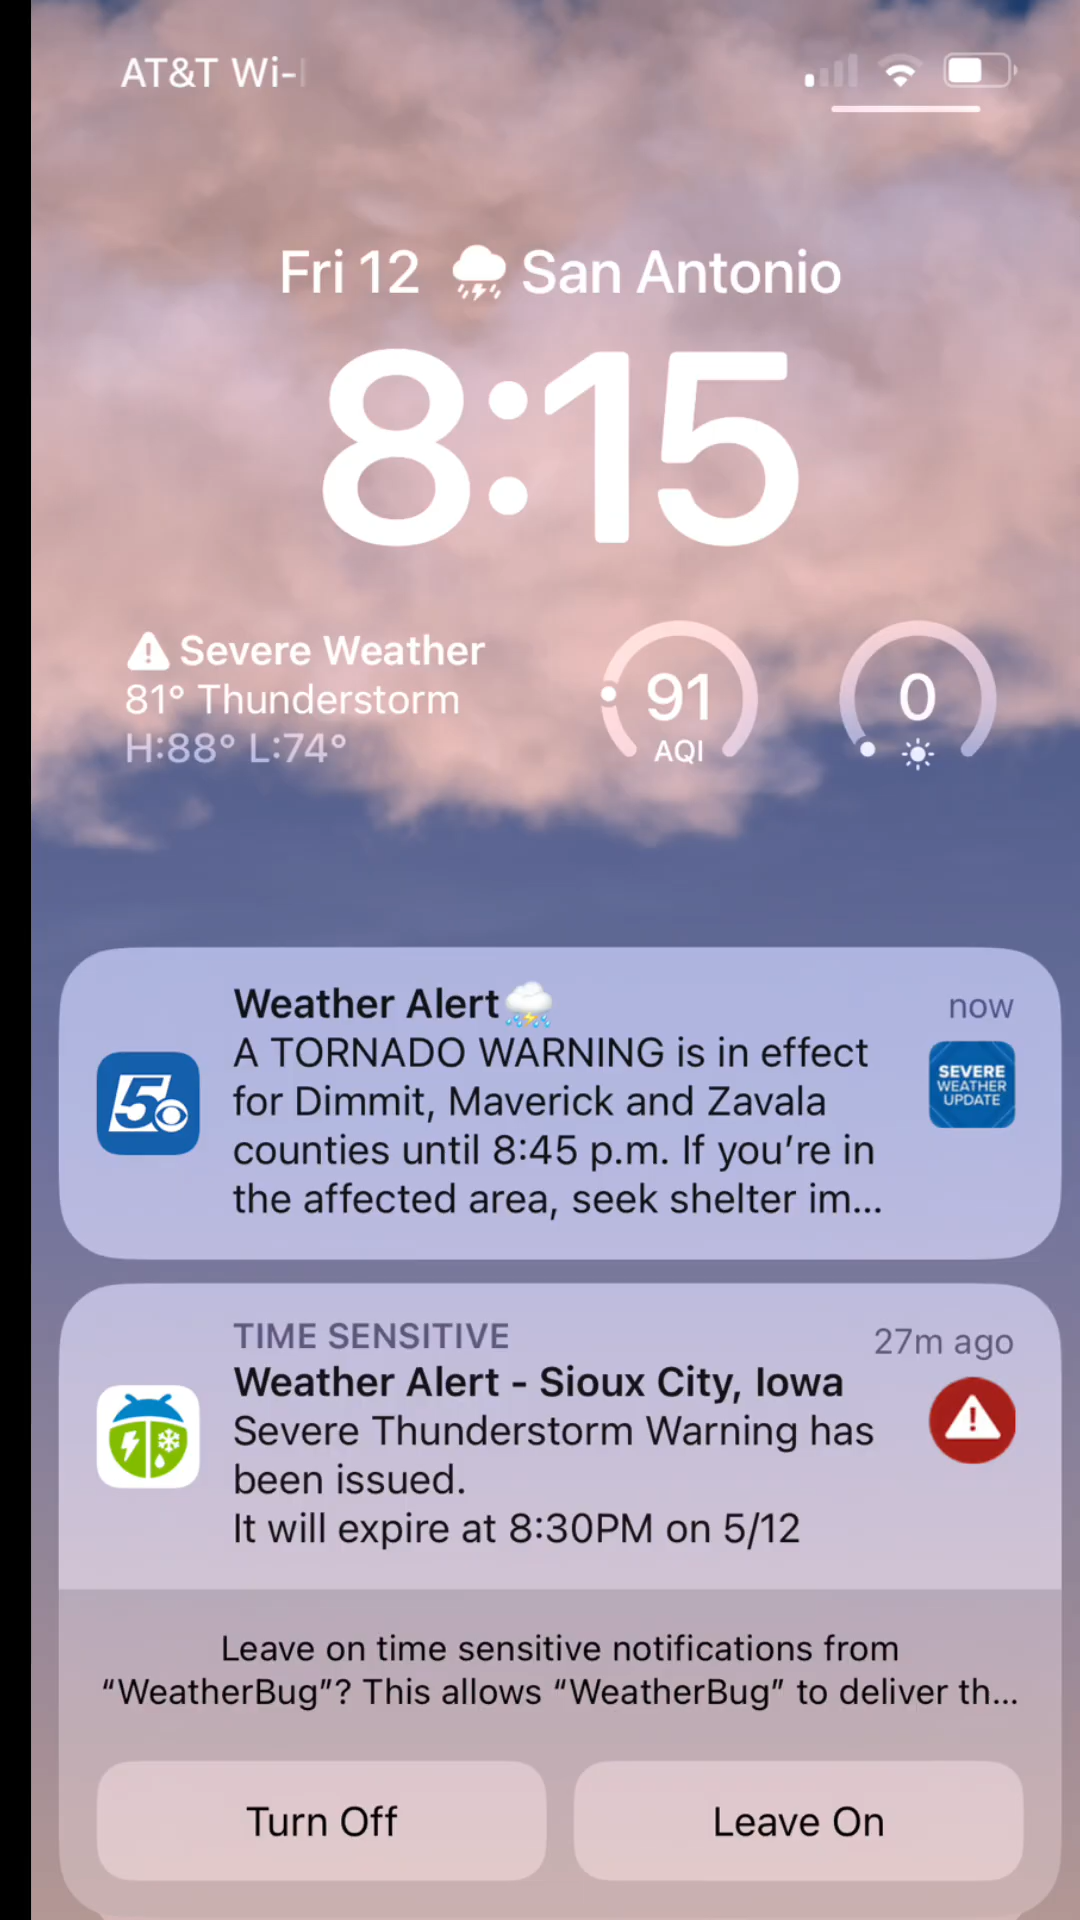 AT&T Wi-
Fri 12 San Antonio
8:15
Severe Weather
81° Thunderstorm
H:88° L:74°
91
AQI
0
Weather Alert🌩️
now
A TORNADO WARNING is in effect
for Dimmit, Maverick and Zavala
counties until 8:45 p.m. If you’re in
the affected area, seek shelter im...
5
SEVERE
WEATHER
UPDATE
TIME SENSITIVE
27m ago
Weather Alert - Sioux City, Iowa
Severe Thunderstorm Warning has
been issued.
It will expire at 8:30PM on 5/12
Leave on time sensitive notifications from
“WeatherBug”? This allows “WeatherBug” to deliver th...
Turn Off
Leave On